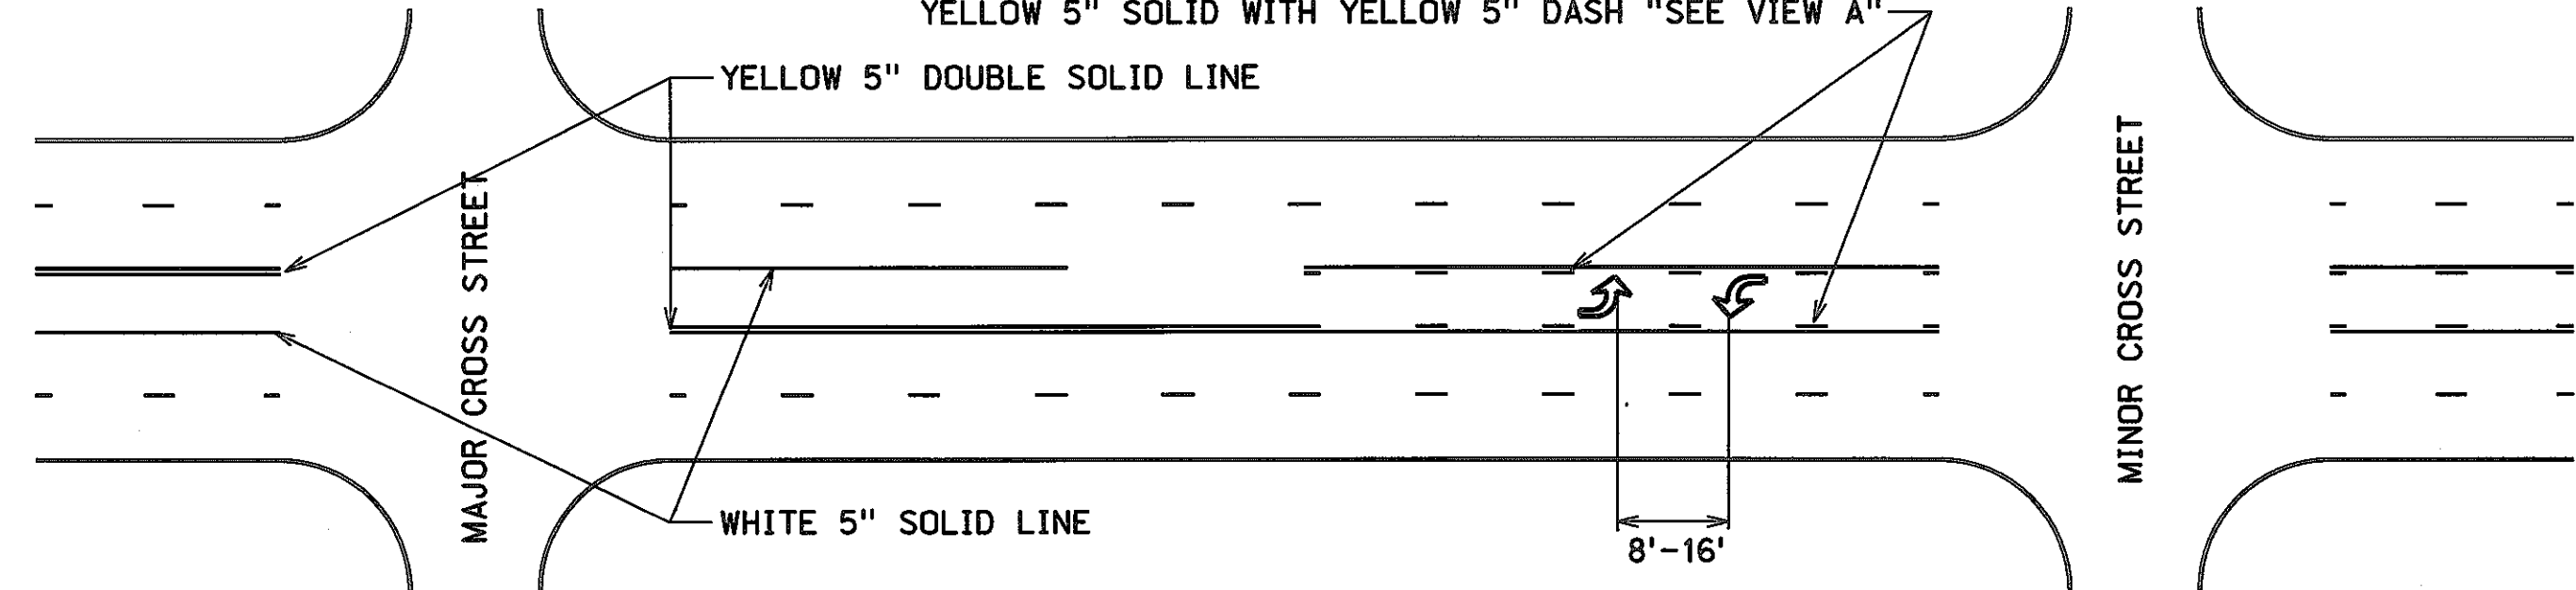 YELLOW 5" SOLID WITH YELLOW 5" DASH "SEE VIEW A"
YELLOW 5" DOUBLE SOLID LINE
MAJOR CROSS STREET
MINOR CROSS STREET
WHITE 5" SOLID LINE
8'-16'